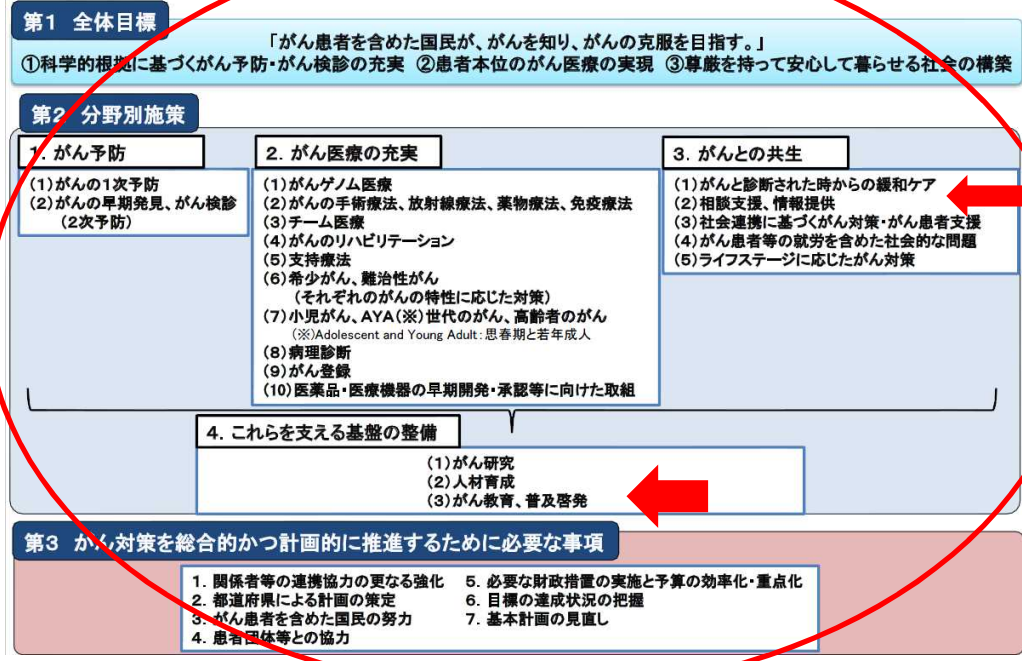 第1 全体目標
「がん患者を含めた国民が、がんを知り、がんの克服を目指す。」
①科学的根拠に基づくがん予防・がん検診の充実 ②患者本位のがん医療の実現 ③尊厳を持って安心して暮らせる社会の構築
第2 分野別施策
1. がん予防
(1)がんの1次予防
(2)がんの早期発見、がん検診
(2次予防)
2. がん医療の充実
(1)がんゲノム医療
(2)がんの手術療法、放射線療法、薬物療法、免疫療法
(3)チーム医療
(4)がんのリハビリテーション
(5)支持療法
(6)希少がん、難治性がん
(それぞれのがんの特性に応じた対策)
(7)小児がん、AYA(※)世代のがん、高齢者のがん
(※)Adolescent and Young Adult:思春期と若年成人
(8)病理診断
(9)がん登録
(10)医薬品・医療機器の早期開発・承認等に向けた取組
3. がんとの共生
(1)がんと診断された時からの緩和ケア
(2)相談支援、情報提供
(3)社会連携に基づくがん対策・がん患者支援
(4)がん患者等の就労を含めた社会的な問題
(5)ライフステージに応じたがん対策
4. これらを支える基盤の整備
(1)がん研究
(2)人材育成
(3)がん教育、普及啓発
第3 がん対策を総合的かつ計画的に推進するために必要な事項
1. 関係者等の連携協力の更なる強化
2. 都道府県による計画の策定
3. がん患者を含めた国民の努力
4. 患者団体等との協力
5. 必要な財政措置の実施と予算の効率化・重点化
6. 目標の達成状況の把握
7. 基本計画の見直し